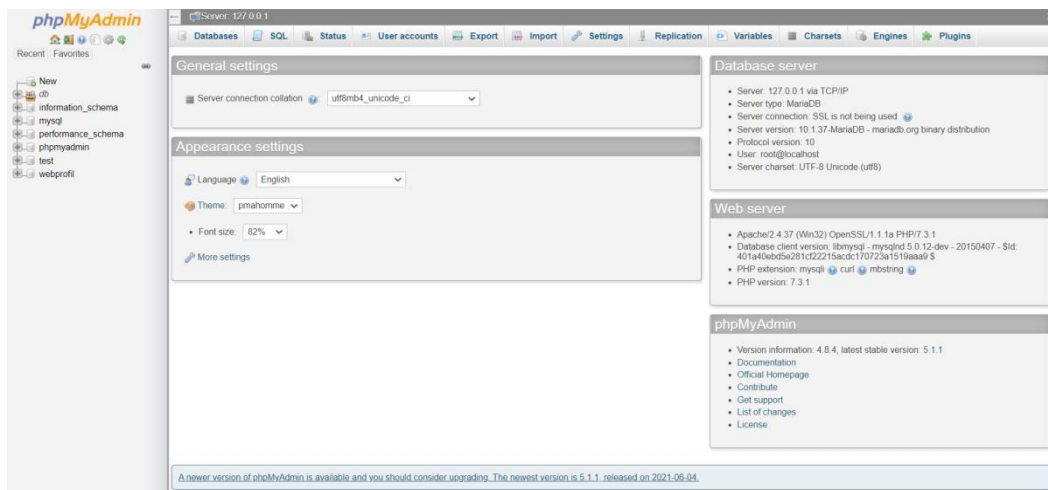 phpMyAdmin
Recent Favorites
New
db
information_schema
mysql
performance_schema
phpmyadmin
test
webprofil
Server: 127.0.0.1
Databases SQL Status User accounts Export Import Settings Replication Variables Charsets Engines Plugins
General settings
Server connection collation utf8mb4_unicode_ci
Appearance settings
Language English
Theme: pmahomme
Font size: 82%
More settings
Database server
Server: 127.0.0.1 via TCP/IP
Server type: MariaDB
Server connection: SSL is not being used
Server version: 10.1.37-MariaDB - mariadb.org binary distribution
Protocol version: 10
User: root@localhost
Server charset: UTF-8 Unicode (utf8)
Web server
Apache/2.4.37 (Win32) OpenSSL/1.1.1a PHP/7.3.1
Database client version: libmysql - mysqlnd 5.0.12-dev - 20150407 - $Id:
401a40ebd5e281cf22215acdc170723a1519aaa9 $
PHP extension: mysqli curl mbstring
PHP version: 7.3.1
phpMyAdmin
Version information: 4.8.4, latest stable version: 5.1.1
Documentation
Official Homepage
Contribute
Get support
List of changes
License
A newer version of phpMyAdmin is available and you should consider upgrading. The newest version is 5.1.1, released on 2021-06-04.